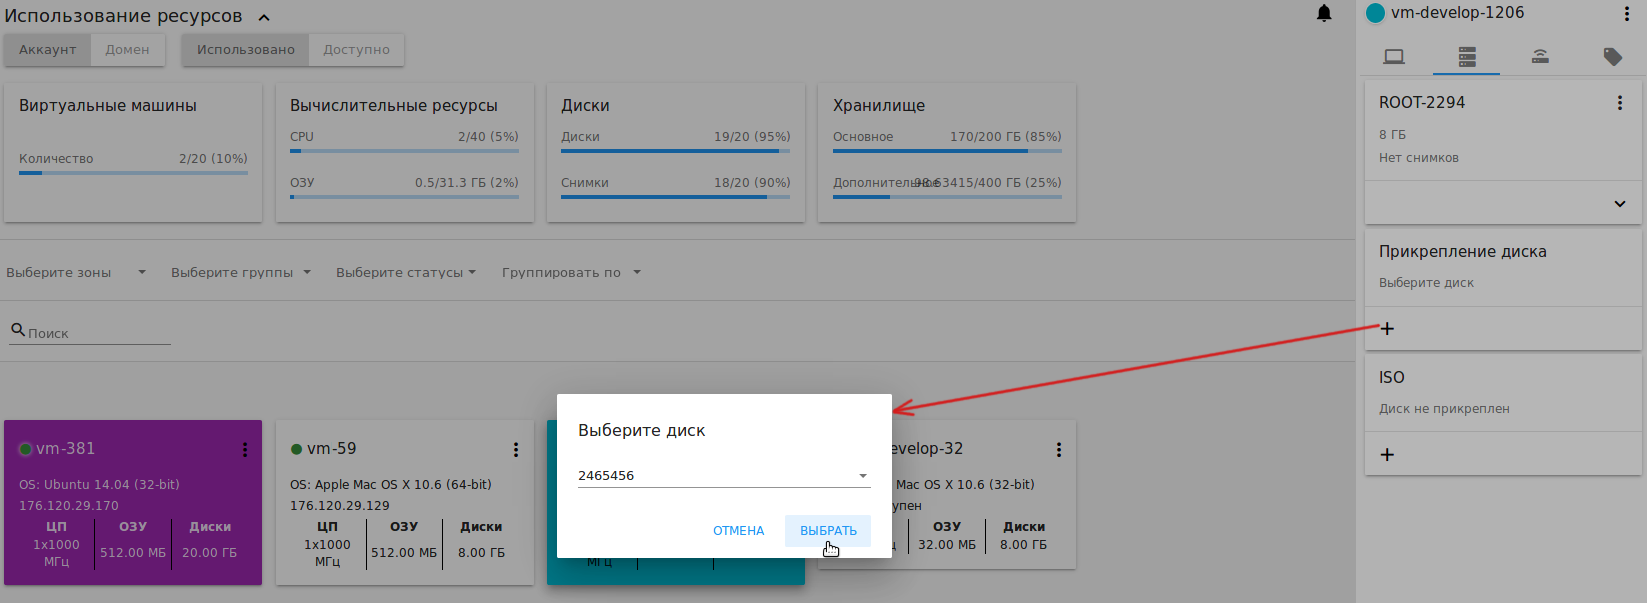 Использование ресурсов
Аккаунт Домен Использовано Доступно
Виртуальные машины
Количество 2/20 (10%)
Вычислительные ресурсы
CPU 2/40 (5%)
ОЗУ 0.5/31.3 ГБ (2%)
Диски
Диски 19/20 (95%)
Снимки 18/20 (90%)
Хранилище
Основное 170/200 ГБ (85%)
Дополнительное 98.63415/400 ГБ (25%)
Выберите зоны Выберите группы Выберите статусы Группировать по
Поиск
vm-381
OS: Ubuntu 14.04 (32-bit)
176.120.29.170
ЦП ОЗУ Диски
1x1000 МГц 512.00 МБ 20.00 ГБ
vm-59
OS: Apple Mac OS X 10.6 (64-bit)
176.120.29.129
ЦП ОЗУ Диски
1x1000 МГц 512.00 МБ 8.00 ГБ
МГц
evelop-32
Mac OS X 10.6 (32-bit)
упен
ОЗУ Диски
32.00 МБ 8.00 ГБ
Выберите диск
2465456
ОТМЕНА ВЫБРАТЬ
vm-develop-1206
ROOT-2294
8 ГБ
Нет снимков
Прикрепление диска
Выберите диск
ISO
Диск не прикреплен